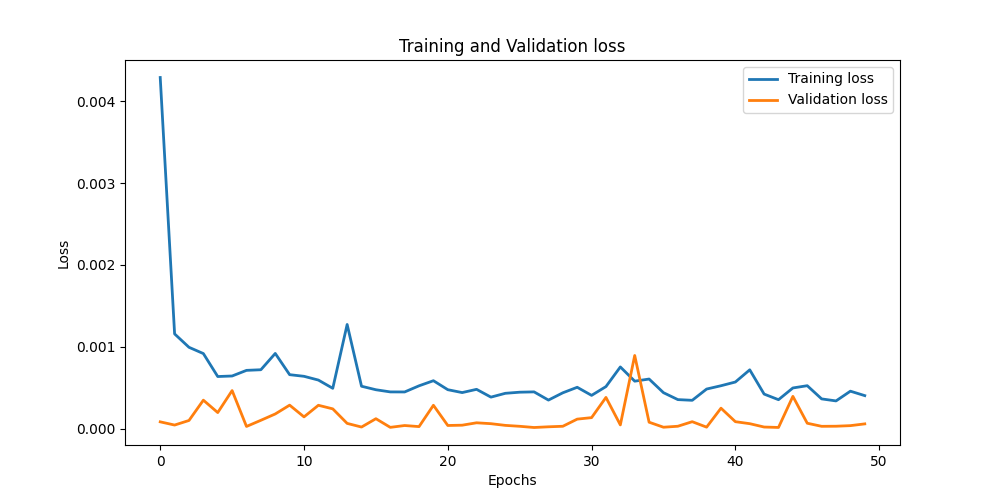 Training and Validation loss
Training loss
Validation loss
0.004
0.003
0.002
0.001
0.000
Loss
0 10 20 30 40 50
Epochs